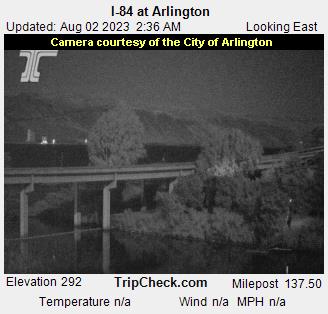 I-84 at Arlington
Updated: Aug 02 2023 2:36 AM Looking East
Camera courtesy of the City of Arlington
Elevation 292 TripCheck.com Milepost 137.50
Temperature n/a Wind n/a MPH n/a